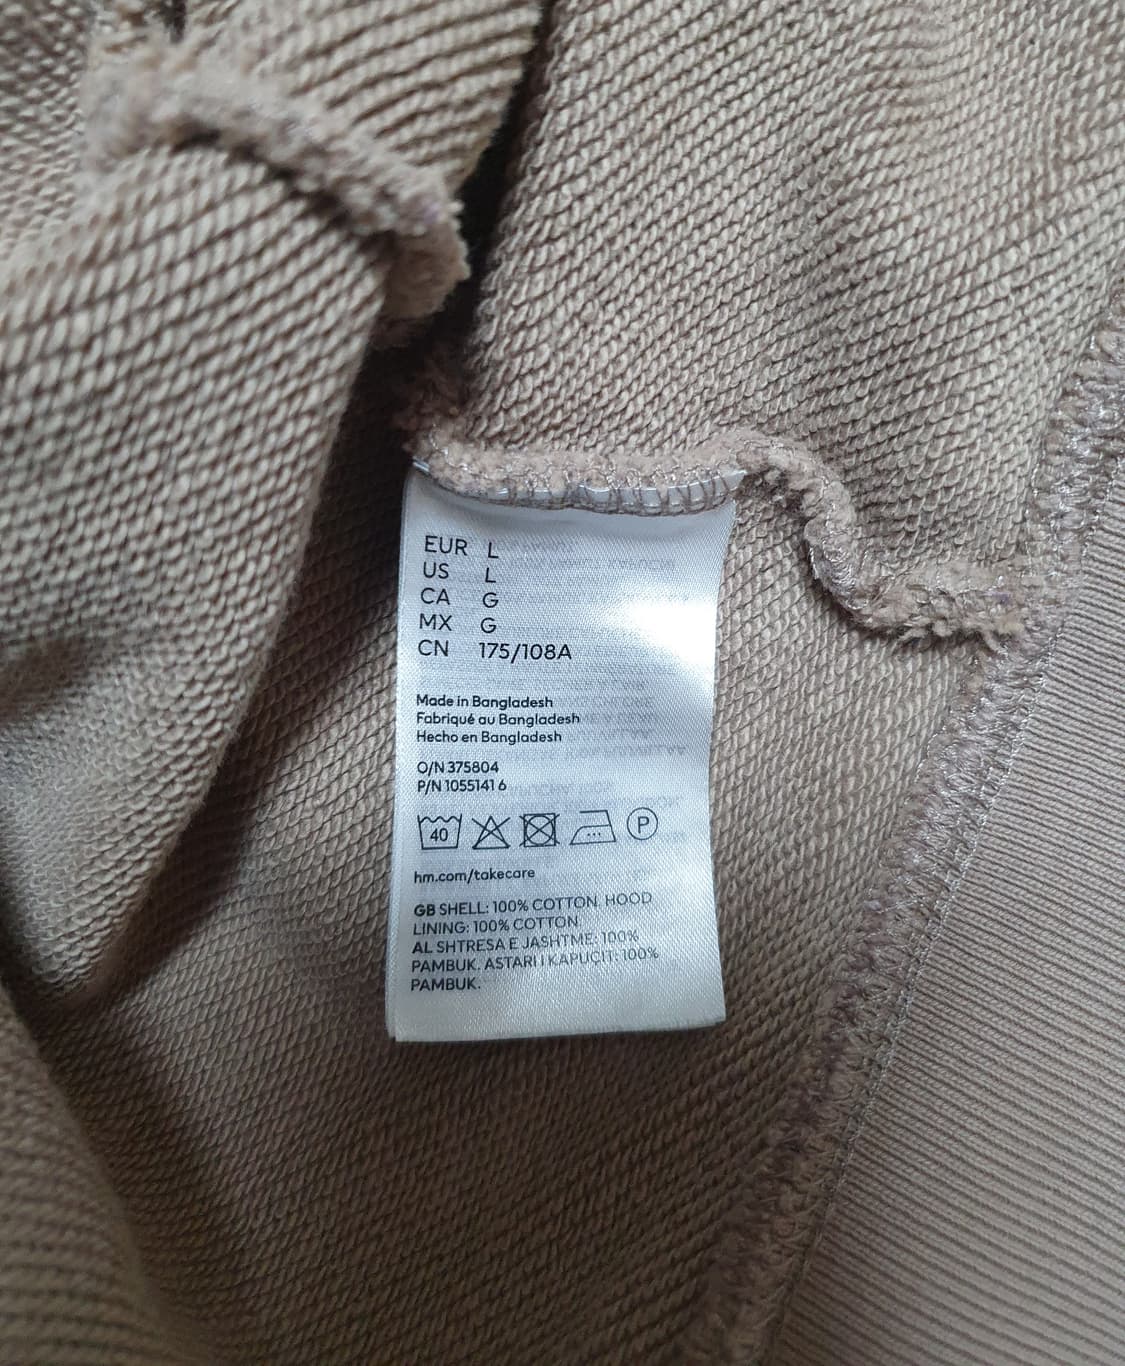 EUR L
US L
CA G
MX G
CN 175/108A
Made in Bangladesh
Fabriqué au Bangladesh
Hecho en Bangladesh
O/N 375804
P/N 1055141 6
40 P
hm.com/takecare
GB SHELL: 100% COTTON. HOOD
LINING: 100% COTTON.
AL SHTRESA E JASHTME: 100%
PAMBUK. ASTARI I KAPUÇIT: 100%
PAMBUK.